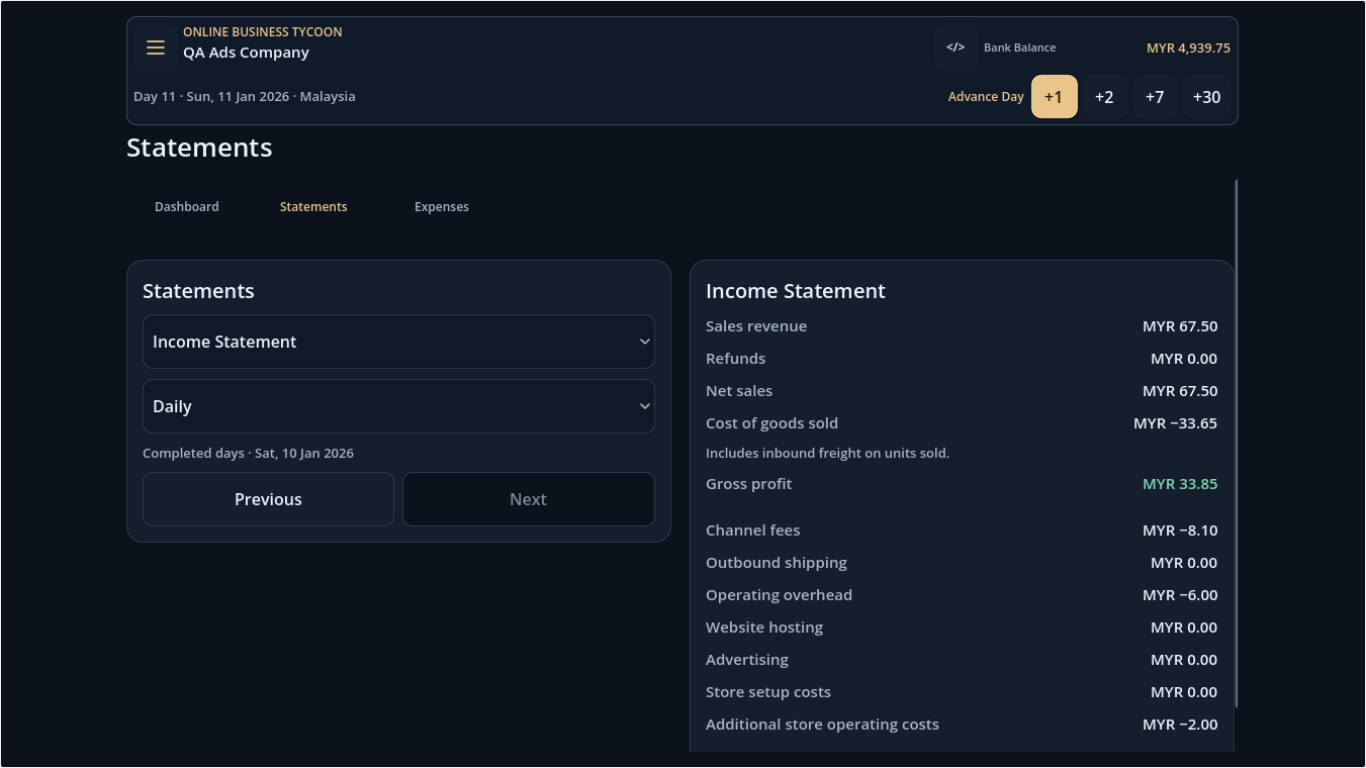 ONLINE BUSINESS TYCOON
QA Ads Company
</> Bank Balance MYR 4,939.75
Day 11 · Sun, 11 Jan 2026 · Malaysia
Advance Day +1 +2 +7 +30
Statements
Dashboard Statements Expenses
Statements
Income Statement
Daily
Completed days · Sat, 10 Jan 2026
Previous Next
Income Statement
Sales revenue MYR 67.50
Refunds MYR 0.00
Net sales MYR 67.50
Cost of goods sold MYR −33.65
Includes inbound freight on units sold.
Gross profit MYR 33.85
Channel fees MYR −8.10
Outbound shipping MYR 0.00
Operating overhead MYR −6.00
Website hosting MYR 0.00
Advertising MYR 0.00
Store setup costs MYR 0.00
Additional store operating costs MYR −2.00